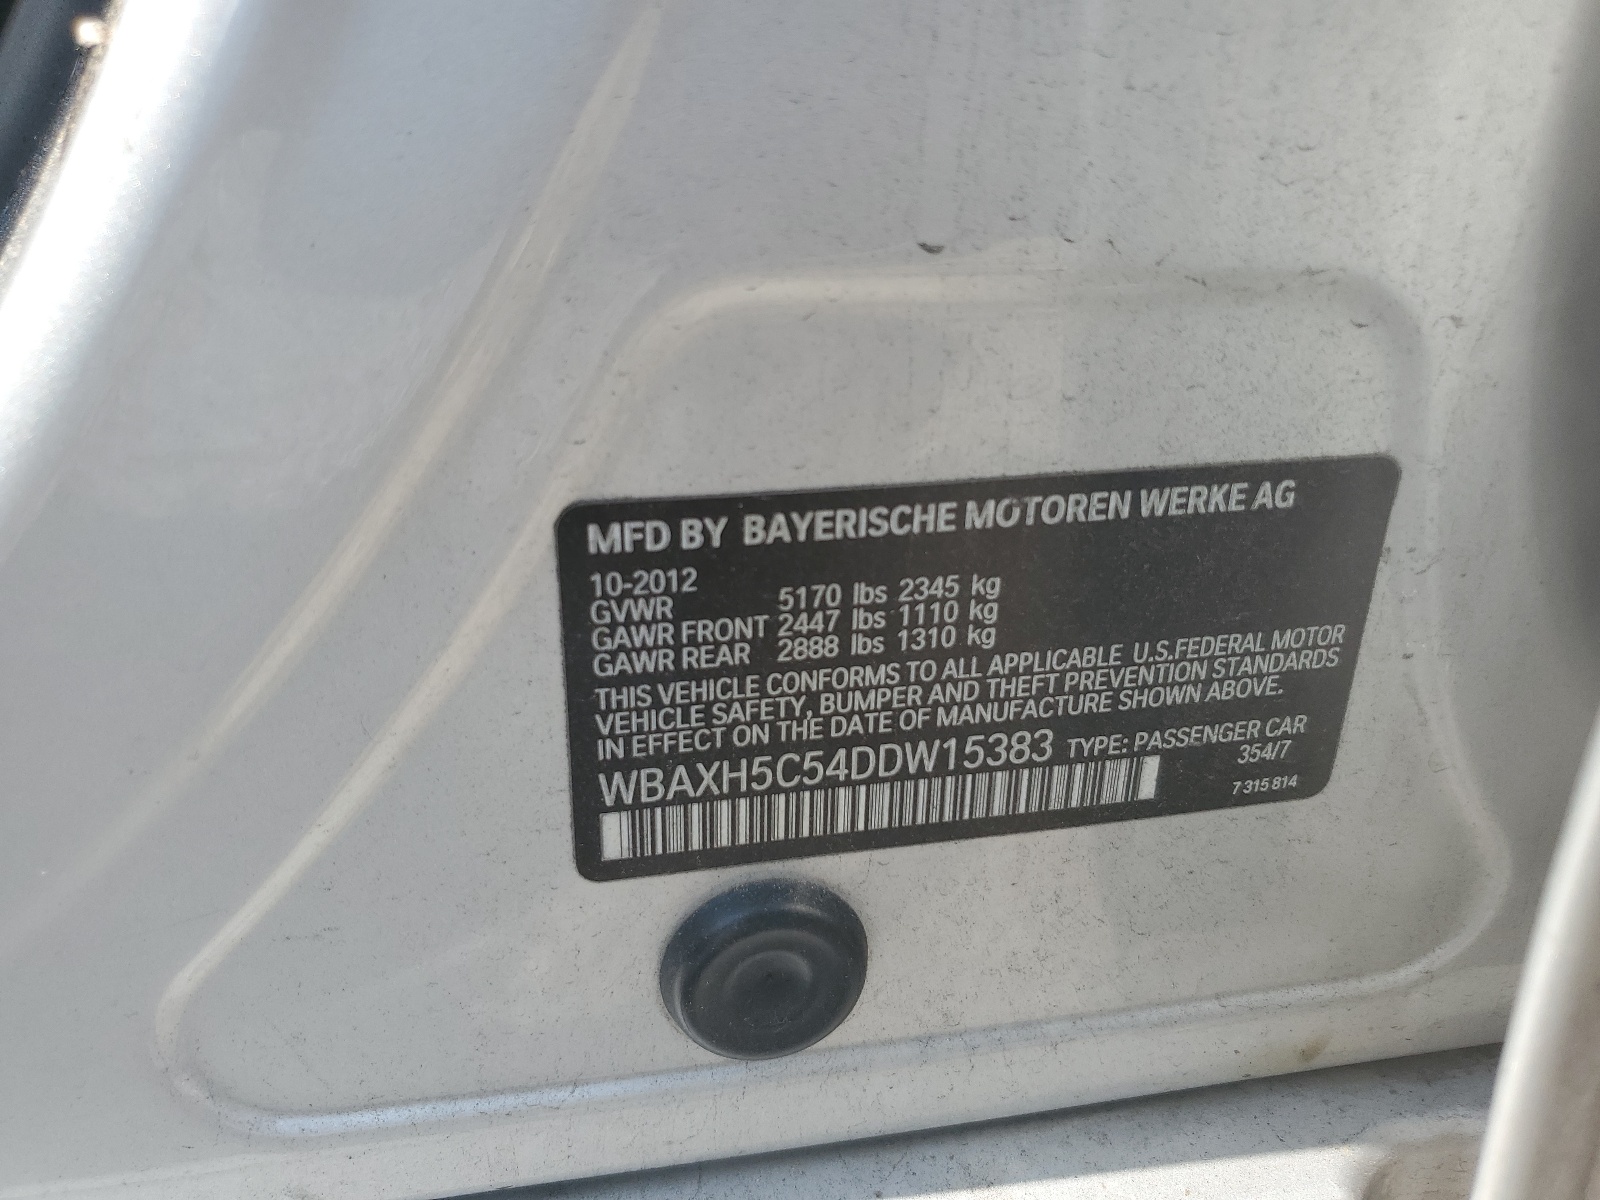 MFD BY BAYERISCHE MOTOREN WERKE AG
10-2012
GVWR 5170 lbs 2345 kg
GAWR FRONT 2447 lbs 1110 kg
GAWR REAR 2888 lbs 1310 kg
THIS VEHICLE CONFORMS TO ALL APPLICABLE U.S.FEDERAL MOTOR
VEHICLE SAFETY, BUMPER AND THEFT PREVENTION STANDARDS
IN EFFECT ON THE DATE OF MANUFACTURE SHOWN ABOVE.
WBAXH5C54DDW15383 TYPE: PASSENGER CAR
354/7
7 315 814